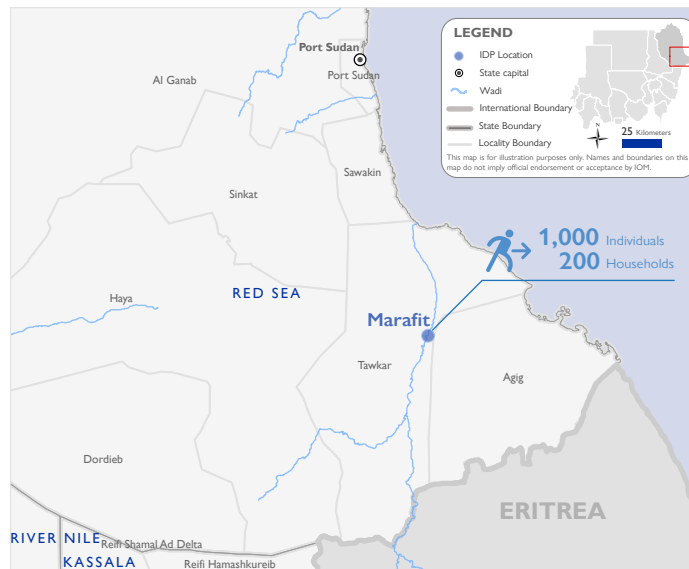 Port Sudan
Port Sudan
Al Ganab
Sawakin
Sinkat
RED SEA
Haya
Marafit
Tawkar
Agig
Dordieb
ERITREA
RIVER NILE
Reifi Shamal Ad Delta
KASSALA
Reifi Hamashkureib
1,000 Individuals
200 Households
LEGEND
IDP Location
State capital
Wadi
International Boundary
State Boundary
Locality Boundary
N
25 Kilometers
This map is for illustration purposes only. Names and boundaries on this
map do not imply official endorsement or acceptance by IOM.